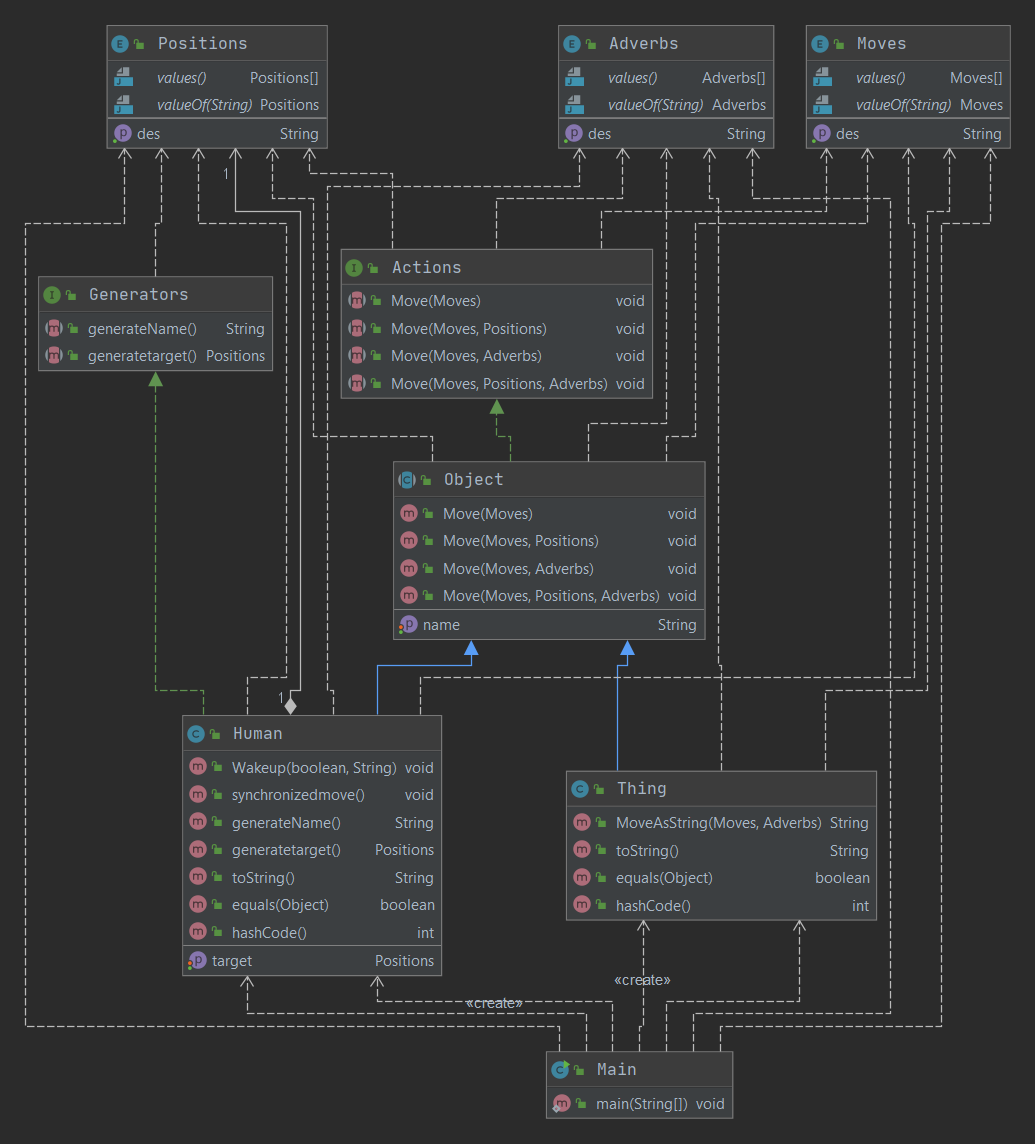 Positions
values() Positions[]
valueOf(String) Positions
des String
Adverbs
values() Adverbs[]
valueOf(String) Adverbs
des String
Moves
values() Moves[]
valueOf(String) Moves
des String
1
Generators
generateName() String
generatetarget() Positions
Actions
Move(Moves) void
Move(Moves, Positions) void
Move(Moves, Adverbs) void
Move(Moves, Positions, Adverbs) void
Object
Move(Moves) void
Move(Moves, Positions) void
Move(Moves, Adverbs) void
Move(Moves, Positions, Adverbs) void
name String
1
Human
Wakeup(boolean, String) void
synchronizedmove() void
generateName() String
generatetarget() Positions
toString() String
equals(Object) boolean
hashCode() int
target Positions
Thing
MoveAsString(Moves, Adverbs) String
toString() String
equals(Object) boolean
hashCode() int
«create»
«create»
Main
main(String[]) void